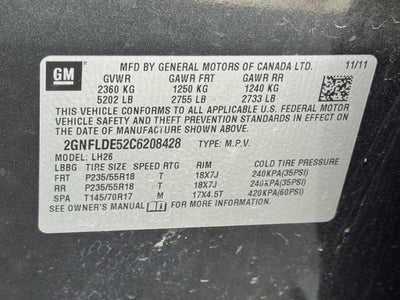 GM
MFD BY GENERAL MOTORS OF CANADA LTD
GVWR GAWR FRT GAWR RR 11/11
2360 KG 1250 KG 1240 KG
5202 LB 2755 LB 2733 LB
THIS VEHICLE CONFORMS TO ALL APPLICABLE U.S. FEDERAL MOTOR
VEHICLE SAFETY AND THEFT PREVENTION STANDARDS IN EFFECT ON
THE DATE OF MANUFACTURE SHOWN ABOVE.
2GNFLDE52C6208428 TYPE: M.P.V.
MODEL: LH26
LBBG TIRE SIZE SPEED RTG RIM COLD TIRE PRESSURE
FRT P235/55R18 T 18X7J 240KPA(35PSI)
RR P235/55R18 T 18X7J 240KPA(35PSI)
SPA T145/70R17 M 17X4.5T 420KPA(60PSI)
SEE OWNER'S MANUAL FOR MORE INFORMATION.